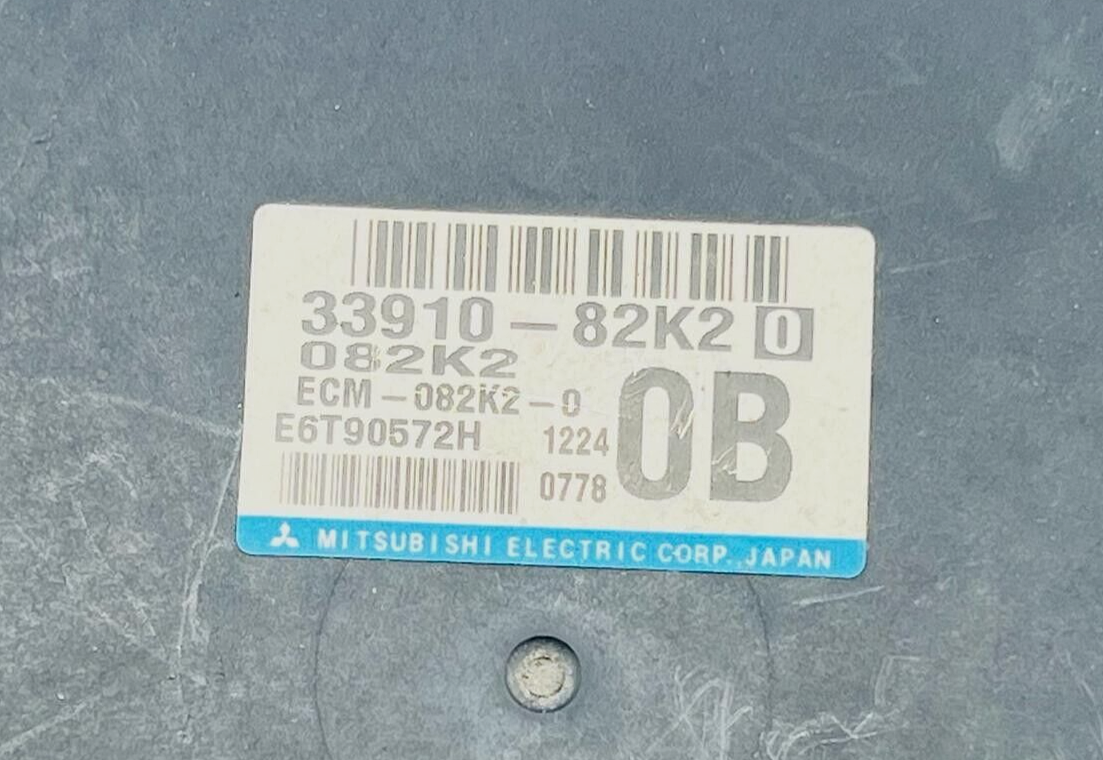 33910-82K2 0
082K2
ECM-082K2-0
0B
E6T90572H 1224
0778
MITSUBISHI ELECTRIC CORP., JAPAN